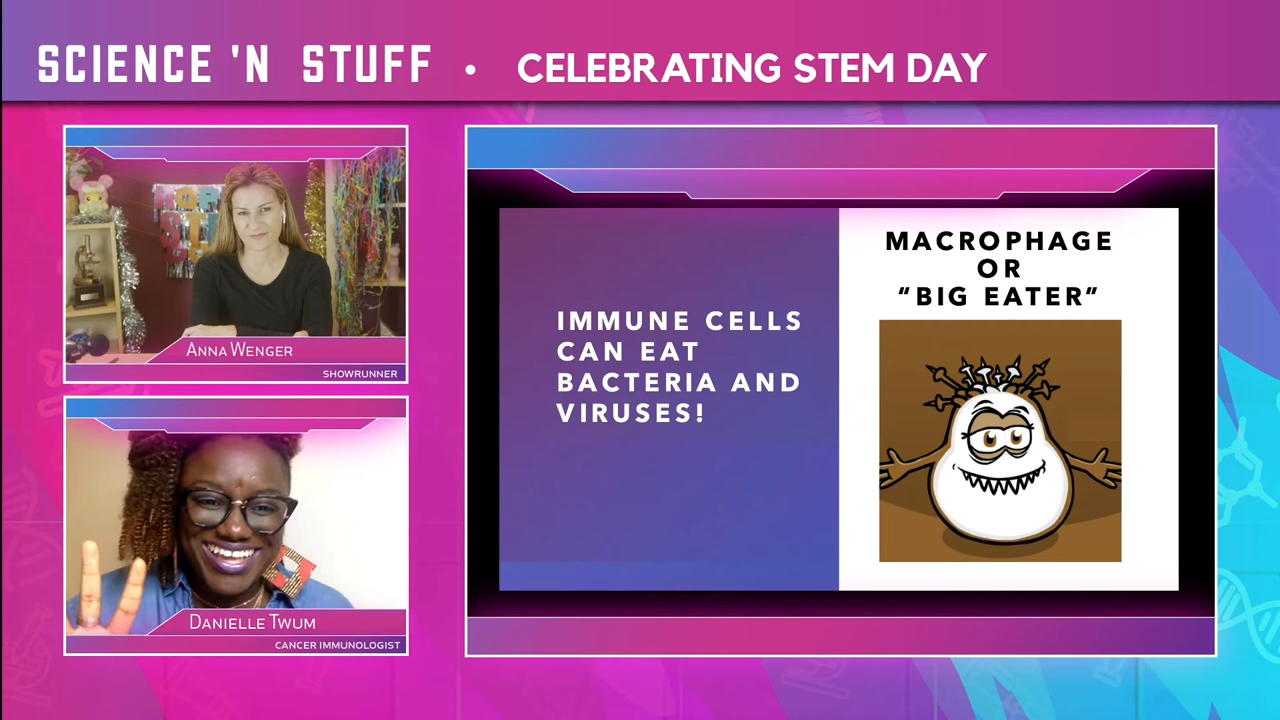 SCIENCE 'N STUFF • CELEBRATING STEM DAY
ANNA WENGER
SHOWRUNNER
DANIELLE TWUM
CANCER IMMUNOLOGIST
IMMUNE CELLS
CAN EAT
BACTERIA AND
VIRUSES!
MACROPHAGE
OR
“BIG EATER”